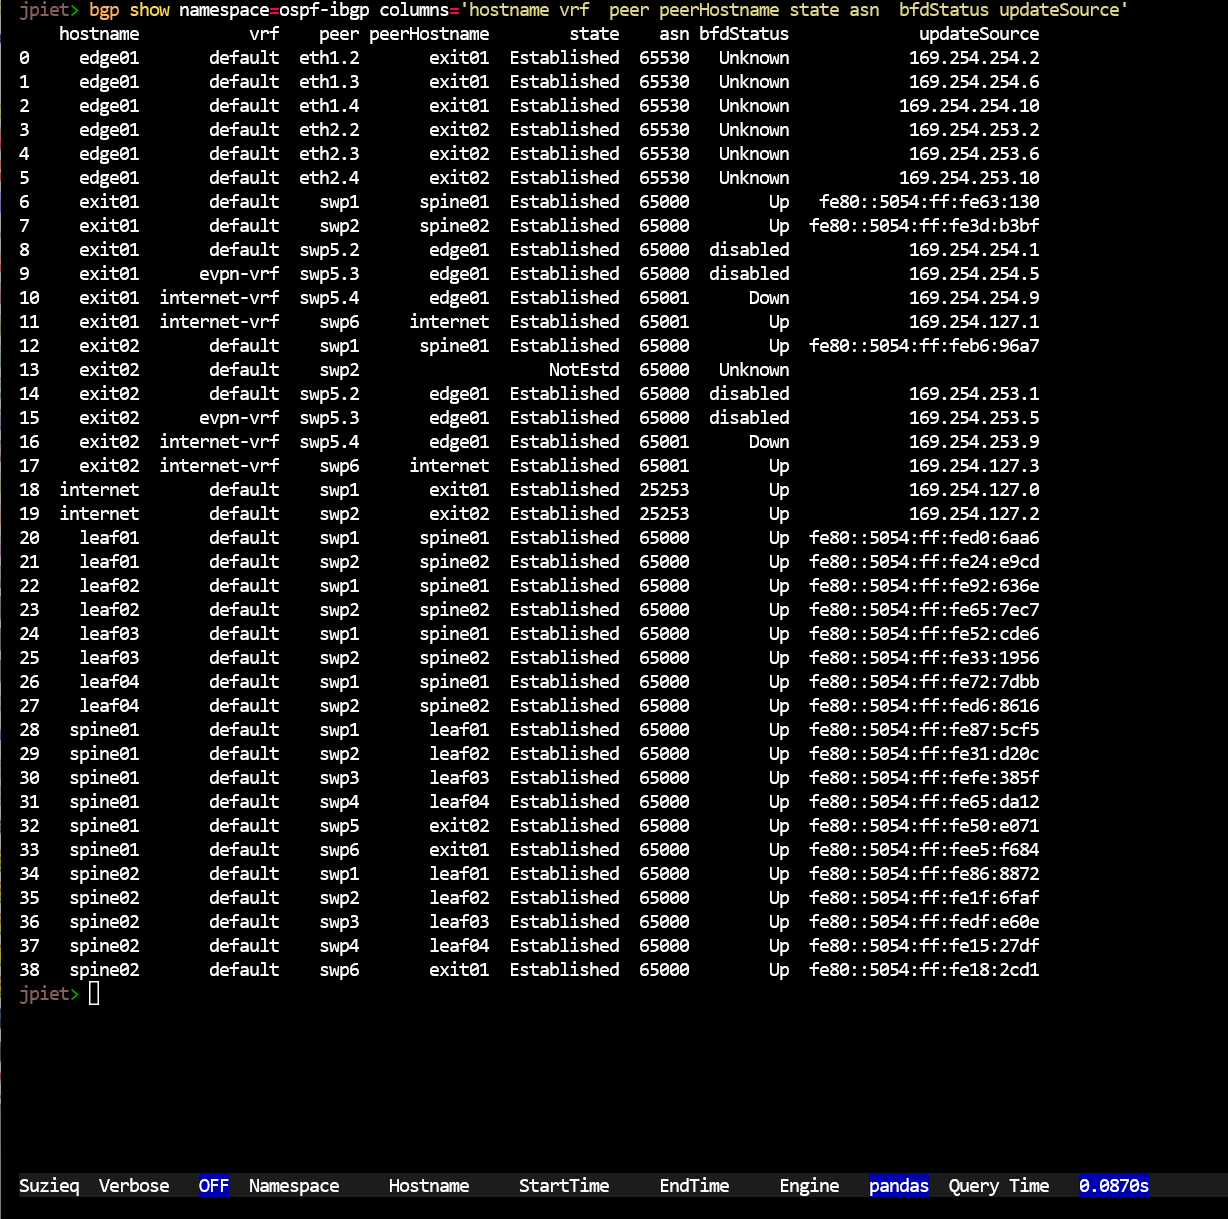 jpiet> bgp show namespace=ospf-ibgp columns='hostname vrf  peer peerHostname state asn  bfdStatus updateSource'
hostname vrf peer peerHostname state asn bfdStatus updateSource
0 edge01 default eth1.2 exit01 Established 65530 Unknown 169.254.254.2
1 edge01 default eth1.3 exit01 Established 65530 Unknown 169.254.254.6
2 edge01 default eth1.4 exit01 Established 65530 Unknown 169.254.254.10
3 edge01 default eth2.2 exit02 Established 65530 Unknown 169.254.253.2
4 edge01 default eth2.3 exit02 Established 65530 Unknown 169.254.253.6
5 edge01 default eth2.4 exit02 Established 65530 Unknown 169.254.253.10
6 exit01 default swp1 spine01 Established 65000 Up fe80::5054:ff:fe63:130
7 exit01 default swp2 spine02 Established 65000 Up fe80::5054:ff:fe3d:b3bf
8 exit01 default swp5.2 edge01 Established 65000 disabled 169.254.254.1
9 exit01 evpn-vrf swp5.3 edge01 Established 65000 disabled 169.254.254.5
10 exit01 internet-vrf swp5.4 edge01 Established 65001 Down 169.254.254.9
11 exit01 internet-vrf swp6 internet Established 65001 Up 169.254.127.1
12 exit02 default swp1 spine01 Established 65000 Up fe80::5054:ff:feb6:96a7
13 exit02 default swp2 NotEstd 65000 Unknown
14 exit02 default swp5.2 edge01 Established 65000 disabled 169.254.253.1
15 exit02 evpn-vrf swp5.3 edge01 Established 65000 disabled 169.254.253.5
16 exit02 internet-vrf swp5.4 edge01 Established 65001 Down 169.254.253.9
17 exit02 internet-vrf swp6 internet Established 65001 Up 169.254.127.3
18 internet default swp1 exit01 Established 25253 Up 169.254.127.0
19 internet default swp2 exit02 Established 25253 Up 169.254.127.2
20 leaf01 default swp1 spine01 Established 65000 Up fe80::5054:ff:fed0:6aa6
21 leaf01 default swp2 spine02 Established 65000 Up fe80::5054:ff:fe24:e9cd
22 leaf02 default swp1 spine01 Established 65000 Up fe80::5054:ff:fe92:636e
23 leaf02 default swp2 spine02 Established 65000 Up fe80::5054:ff:fe65:7ec7
24 leaf03 default swp1 spine01 Established 65000 Up fe80::5054:ff:fe52:cde6
25 leaf03 default swp2 spine02 Established 65000 Up fe80::5054:ff:fe33:1956
26 leaf04 default swp1 spine01 Established 65000 Up fe80::5054:ff:fe72:7dbb
27 leaf04 default swp2 spine02 Established 65000 Up fe80::5054:ff:fed6:8616
28 spine01 default swp1 leaf01 Established 65000 Up fe80::5054:ff:fe87:5cf5
29 spine01 default swp2 leaf02 Established 65000 Up fe80::5054:ff:fe31:d20c
30 spine01 default swp3 leaf03 Established 65000 Up fe80::5054:ff:fefe:385f
31 spine01 default swp4 leaf04 Established 65000 Up fe80::5054:ff:fe65:da12
32 spine01 default swp5 exit02 Established 65000 Up fe80::5054:ff:fe50:e071
33 spine01 default swp6 exit01 Established 65000 Up fe80::5054:ff:fee5:f684
34 spine02 default swp1 leaf01 Established 65000 Up fe80::5054:ff:fe86:8872
35 spine02 default swp2 leaf02 Established 65000 Up fe80::5054:ff:fe1f:6faf
36 spine02 default swp3 leaf03 Established 65000 Up fe80::5054:ff:fedf:e60e
37 spine02 default swp4 leaf04 Established 65000 Up fe80::5054:ff:fe15:27df
38 spine02 default swp6 exit01 Established 65000 Up fe80::5054:ff:fe18:2cd1
jpiet>
Suzieq Verbose OFF Namespace Hostname StartTime EndTime Engine pandas Query Time 0.0870s